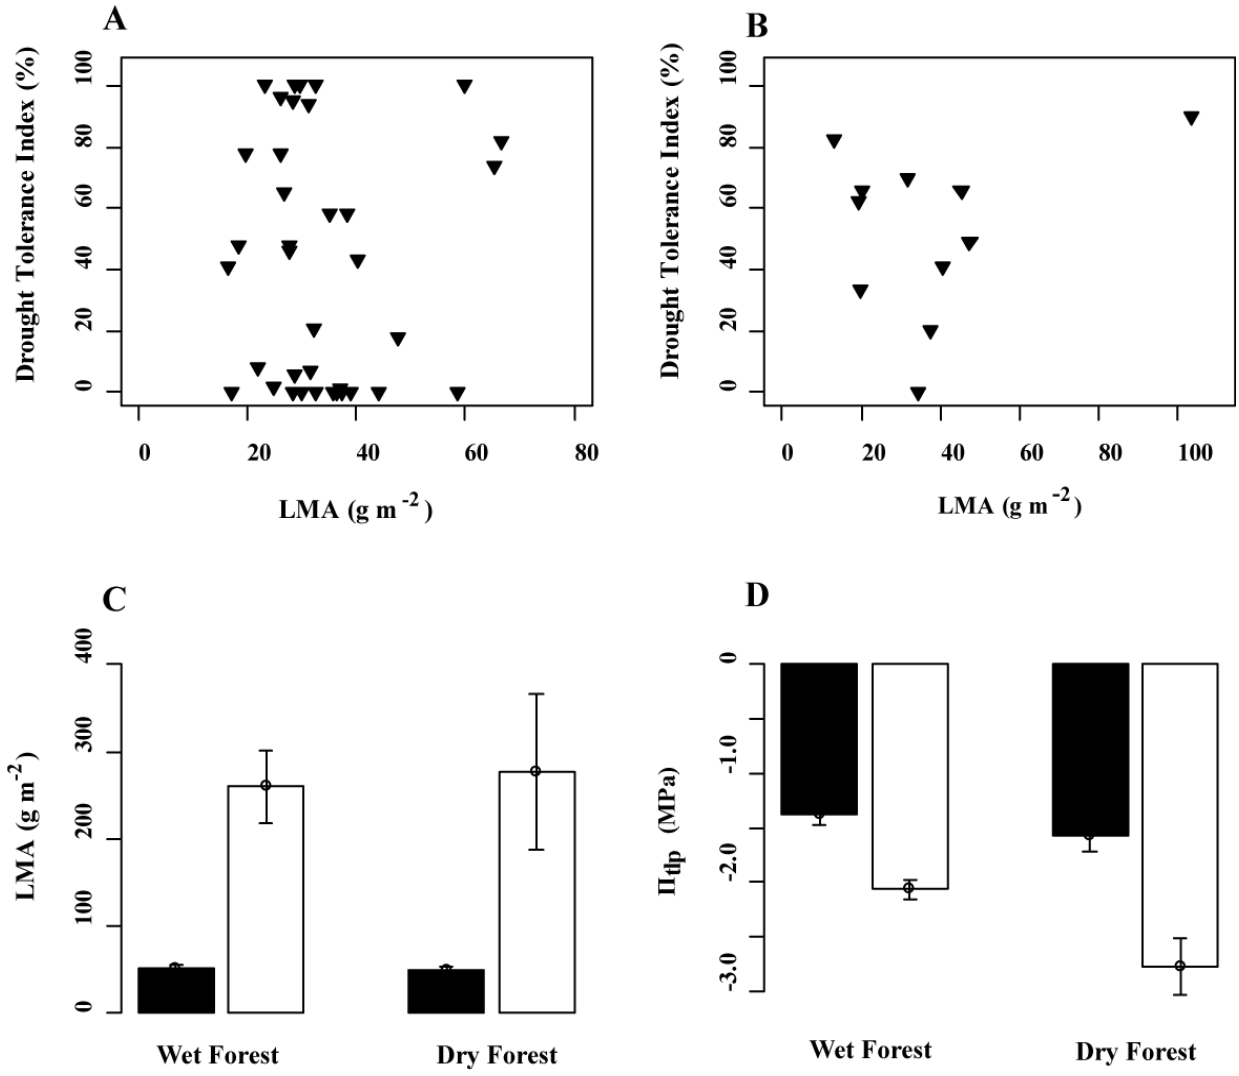 A
Drought Tolerance Index (%)
100
80
60
40
20
0
0 20 40 60 80
LMA (g m⁻²)
B
Drought Tolerance Index (%)
100
80
60
40
20
0
0 20 40 60 80 100
LMA (g m⁻²)
C
LMA (g m⁻²)
400
300
200
100
0
Wet Forest Dry Forest
D
Πtlp (MPa)
0
-1.0
-2.0
-3.0
Wet Forest Dry Forest